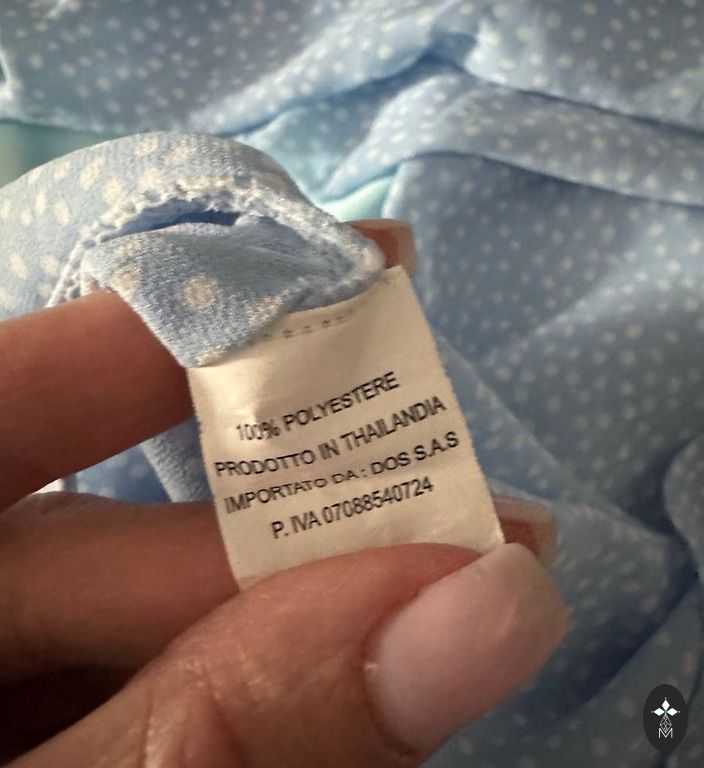 100% POLYESTERE
PRODOTTO IN THAILANDIA
IMPORTATO DA: DOS S.A.S
P. IVA 07088540724
M